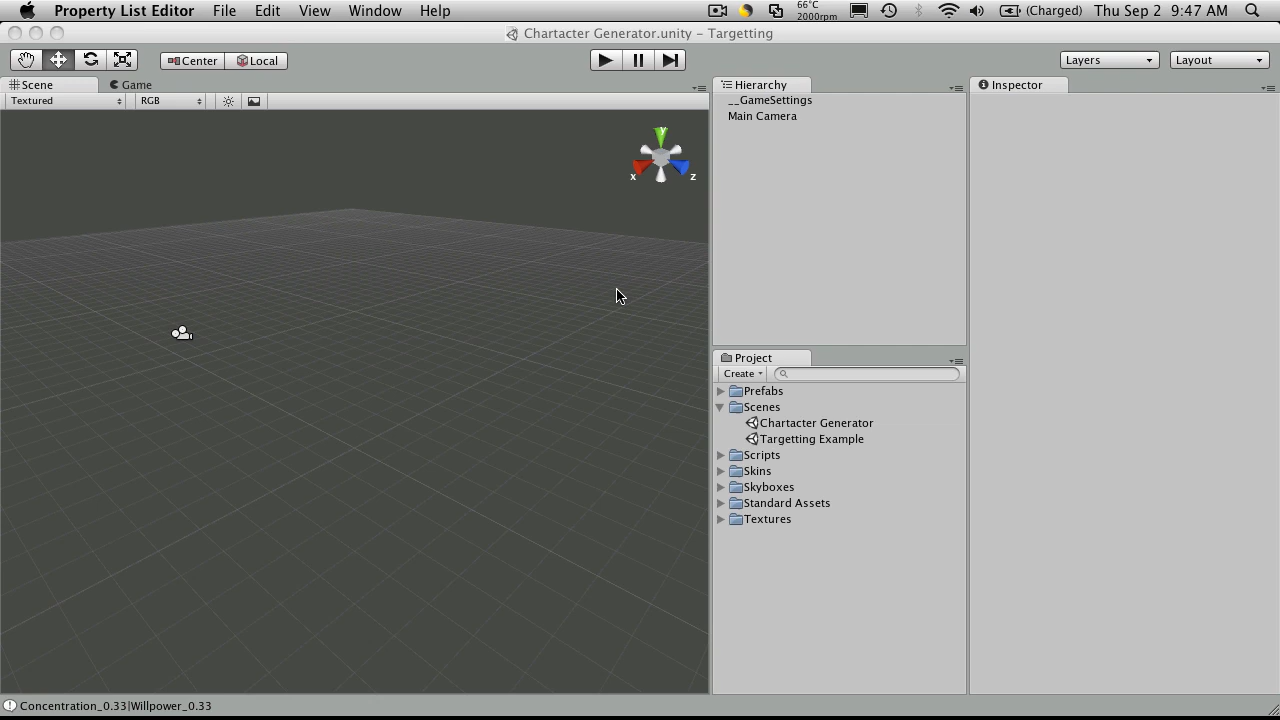 Property List Editor File Edit View Window Help 66°C 2000rpm (Charged) Thu Sep 2 9:47 AM
Chartacter Generator.unity – Targetting
Center Local Layers Layout
Scene Game Hierarchy Inspector
Textured RGB
__GameSettings
Main Camera
y
x z
Project
Create
Prefabs
Scenes
Chartacter Generator
Targetting Example
Scripts
Skins
Skyboxes
Standard Assets
Textures
Concentration_0.33|Willpower_0.33